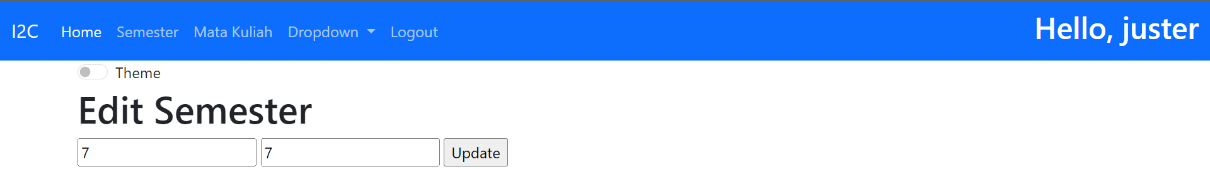 I2C Home Semester Mata Kuliah Dropdown Logout Hello, juster
Theme
Edit Semester
7 7 Update